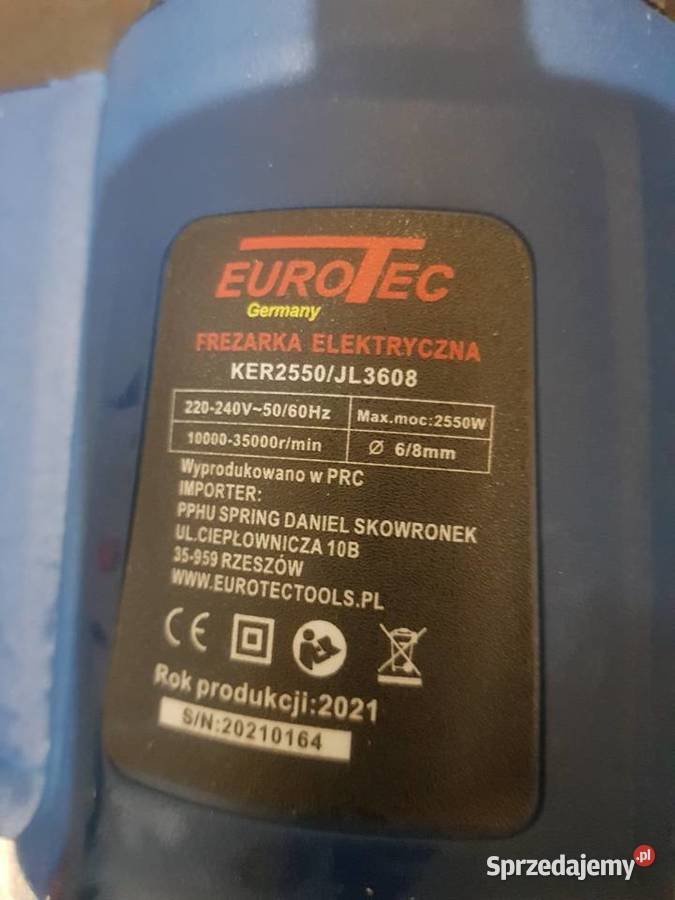 EUROTEC
Germany
FREZARKA ELEKTRYCZNA
KER2550/JL3608
220-240V~50/60Hz Max.moc:2550W
10000-35000r/min Ø 6/8mm
Wyprodukowano w PRC
IMPORTER:
PPHU SPRING DANIEL SKOWRONEK
UL.CIEPŁOWNICZA 10B
35-959 RZESZÓW
WWW.EUROTECTOOLS.PL
CE
Rok produkcji:2021
S/N:20210164
Sprzedajemy.pl